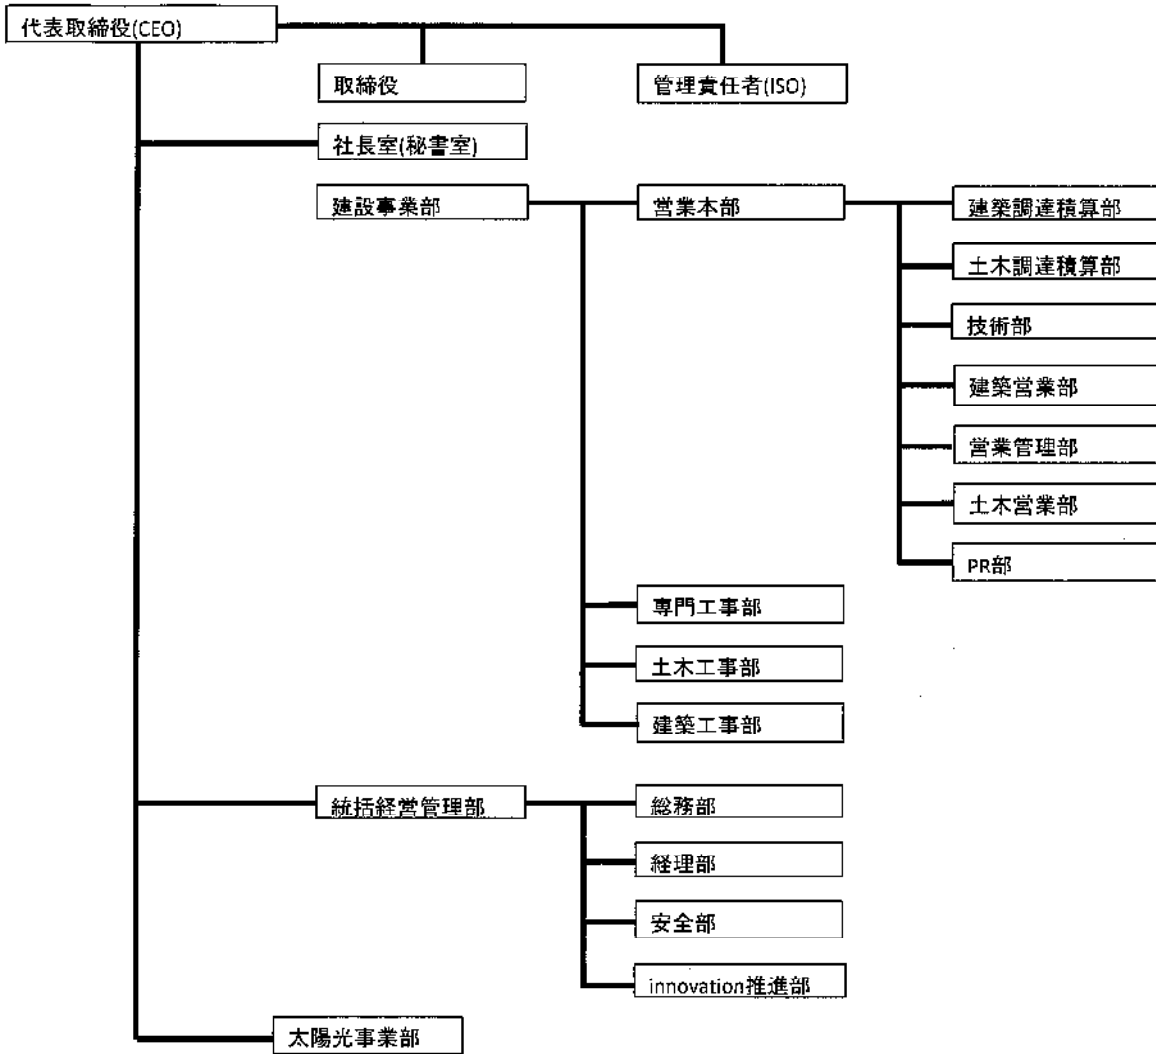 代表取締役(CEO)
取締役
管理責任者(ISO)
社長室(秘書室)
建設事業部
営業本部
建築調達積算部
土木調達積算部
技術部
建築営業部
営業管理部
土木営業部
PR部
専門工事部
土木工事部
建築工事部
統括経営管理部
総務部
経理部
安全部
innovation推進部
太陽光事業部